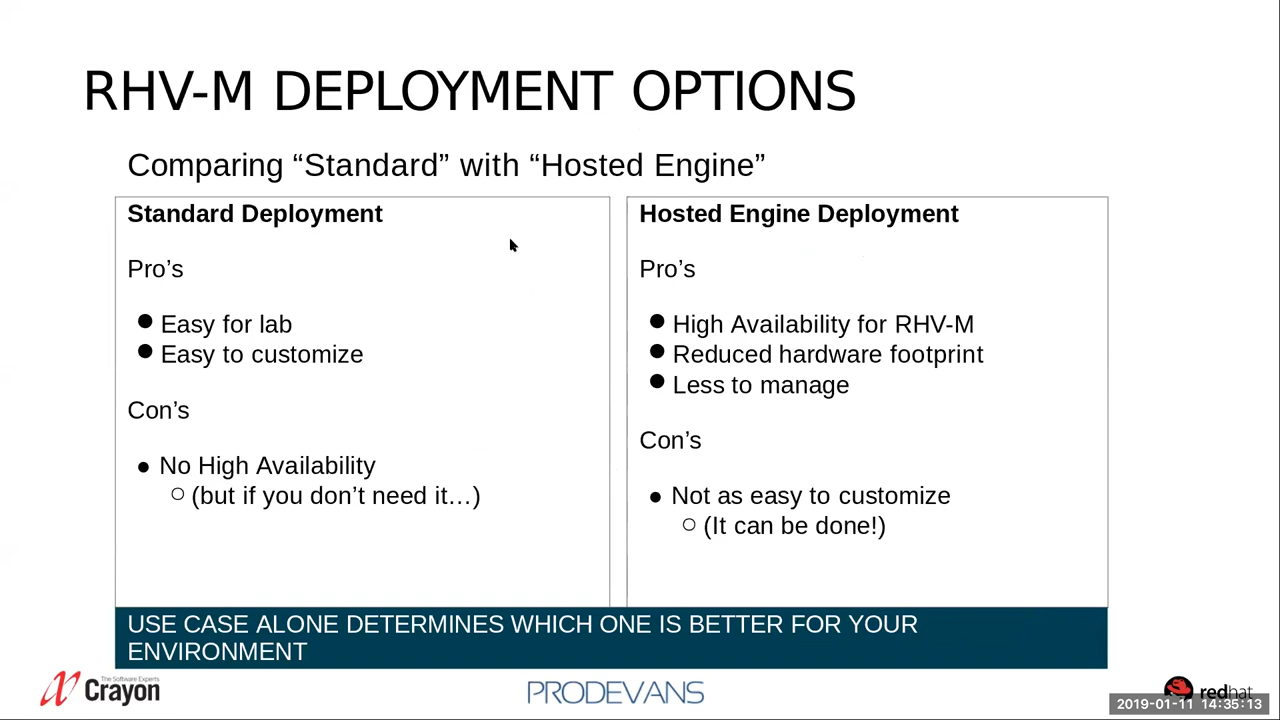 RHV-M DEPLOYMENT OPTIONS
Comparing “Standard” with “Hosted Engine”
Standard Deployment
Pro’s
Easy for lab
Easy to customize
Con’s
No High Availability
(but if you don’t need it…)
Hosted Engine Deployment
Pro’s
High Availability for RHV-M
Reduced hardware footprint
Less to manage
Con’s
Not as easy to customize
(It can be done!)
USE CASE ALONE DETERMINES WHICH ONE IS BETTER FOR YOUR
ENVIRONMENT
The Software Experts
Crayon
PRODEVANS
redhat
2019-01-11 14:35:13